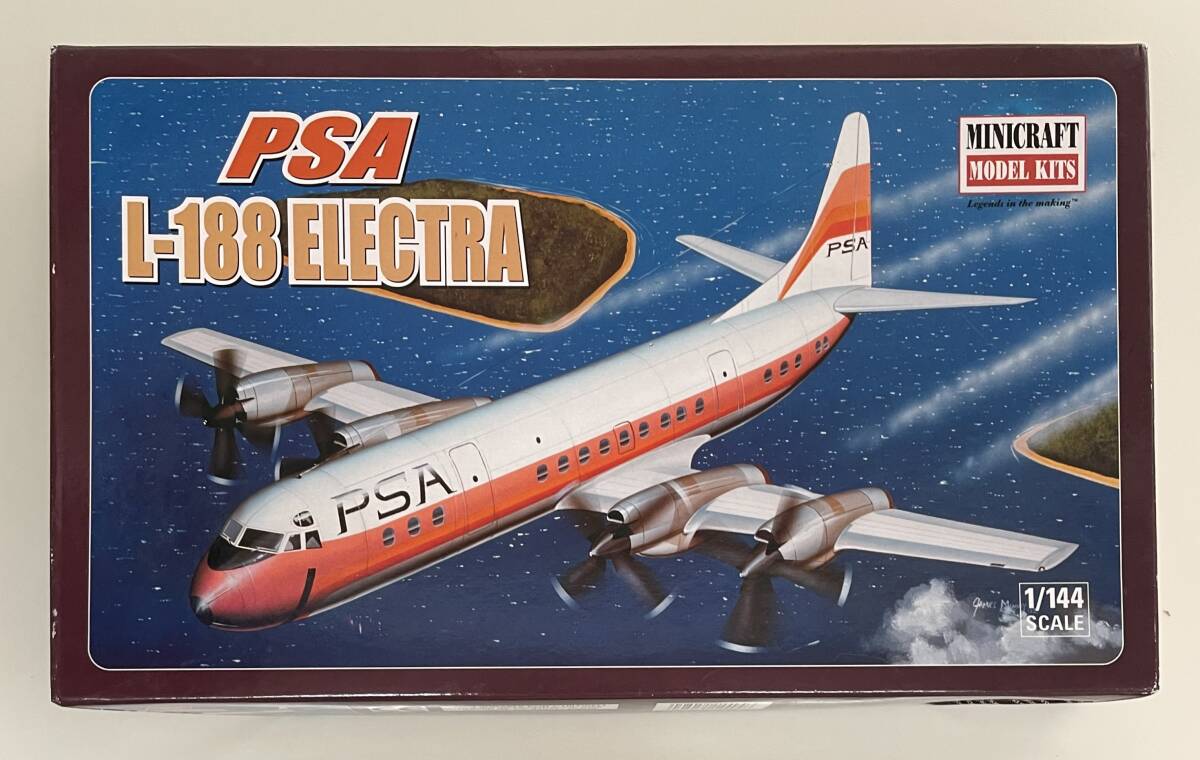 PSA
L-188 ELECTRA
MINICRAFT
MODEL KITS
Legends in the making™
PSA
PSA
1/144
SCALE